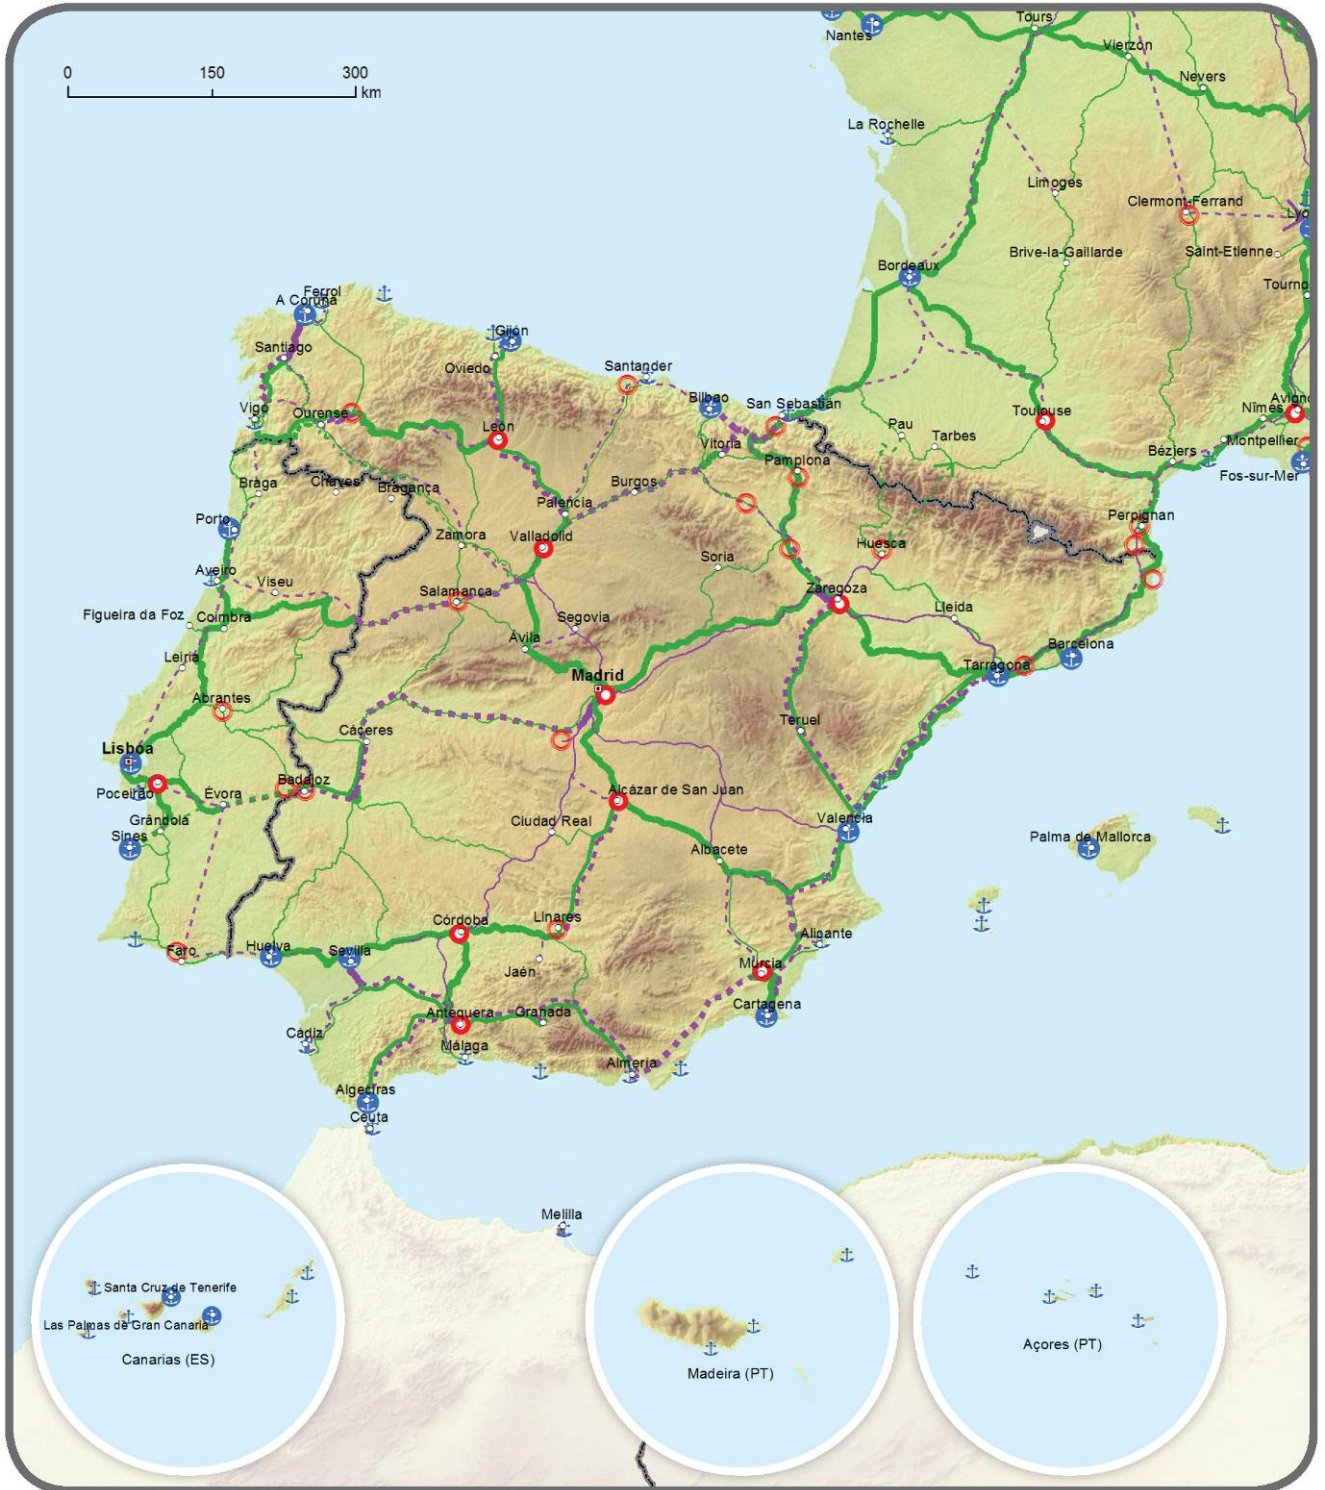 0 150 300
km
Tours
Nantes
Vierzon
Nevers
La Rochelle
Limoges
Clermont-Ferrand
Lyo
Brive-la-Gaillarde
Saint-Etienne
Bordeaux
Tourno
Ferrol
A Coruña
Gijón
Santiago
Oviedo
Santander
Bilbao
San Sebastián
Avigno
Vigo
Ourense
León
Toulouse
Nîmes
Pau
Tarbes
Montpellier
Vitoria
Béziers
Pamplona
Fos-sur-Mer
Braga
Chaves
Bragança
Burgos
Palencia
Perpignan
Porto
Zamora
Valladolid
Huesca
Soria
Aveiro
Viseu
Salamanca
Zaragoza
Lleida
Figueira da Foz
Coimbra
Segovia
Ávila
Barcelona
Leiria
Madrid
Tarragona
Abrantes
Teruel
Cáceres
Lisboa
Badajoz
Poceirão
Évora
Alcázar de San Juan
Grândola
Ciudad Real
Valencia
Sines
Palma de Mallorca
Albacete
Córdoba
Linares
Faro
Huelva
Sevilla
Alicante
Jaén
Murcia
Cartagena
Antequera
Granada
Cádiz
Málaga
Almería
Algeciras
Ceuta
Melilla
Santa Cruz de Tenerife
Las Palmas de Gran Canaria
Canarias (ES)
Madeira (PT)
Açores (PT)